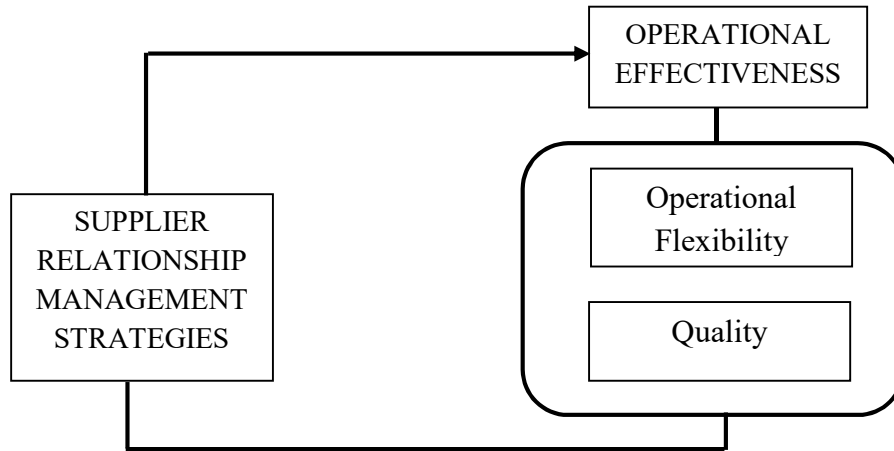 OPERATIONAL
EFFECTIVENESS
SUPPLIER
RELATIONSHIP
MANAGEMENT
STRATEGIES
Operational
Flexibility
Quality